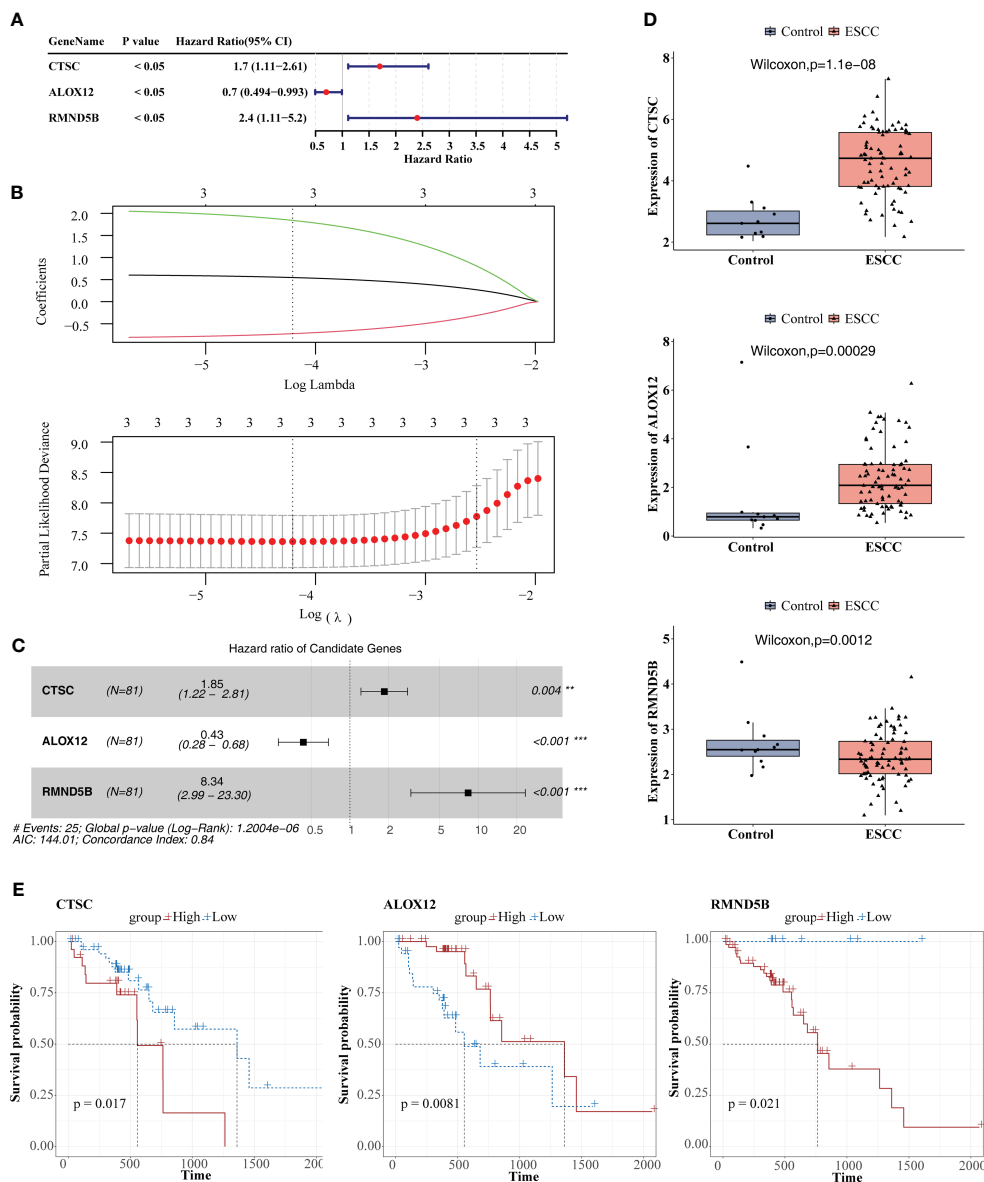 A
GeneName P value Hazard Ratio(95% CI)
CTSC < 0.05 1.7 (1.11−2.61)
ALOX12 < 0.05 0.7 (0.494−0.993)
RMND5B < 0.05 2.4 (1.11−5.2)
0.5 1 1.5 2 2.5 3 3.5 4 4.5 5
Hazard Ratio
B
3 3 3 3
2.0
1.5
1.0
0.5
0.0
−0.5
Coefficients
−5 −4 −3 −2
Log Lambda
3 3 3 3 3 3 3 3 3 3 3 3
9.0
8.5
8.0
7.5
7.0
Partial Likelihood Deviance
−5 −4 −3 −2
Log ( λ )
C
Hazard ratio of Candidate Genes
CTSC (N=81) 1.85 (1.22 − 2.81) 0.004 **
ALOX12 (N=81) 0.43 (0.28 − 0.68) <0.001 ***
RMND5B (N=81) 8.34 (2.99 − 23.30) <0.001 ***
# Events: 25; Global p−value (Log−Rank): 1.2004e−06
AIC: 144.01; Concordance Index: 0.84
0.5 1 2 5 10 20
D
Control ESCC
Wilcoxon,p=1.1e−08
8
6
4
2
Expression of CTSC
Control ESCC
Control ESCC
Wilcoxon,p=0.00029
8
6
4
2
0
Expression of ALOX12
Control ESCC
Control ESCC
Wilcoxon,p=0.0012
5
4
3
2
1
Expression of RMND5B
Control ESCC
E
CTSC
group High Low
1.00
0.75
0.50
0.25
0.00
Survival probability
p = 0.017
0 500 1000 1500 200
Time
ALOX12
group High Low
1.00
0.75
0.50
0.25
0.00
Survival probability
p = 0.0081
0 500 1000 1500 2000
Time
RMND5B
group High Low
1.00
0.75
0.50
0.25
0.00
Survival probability
p = 0.021
0 500 1000 1500 2000
Time